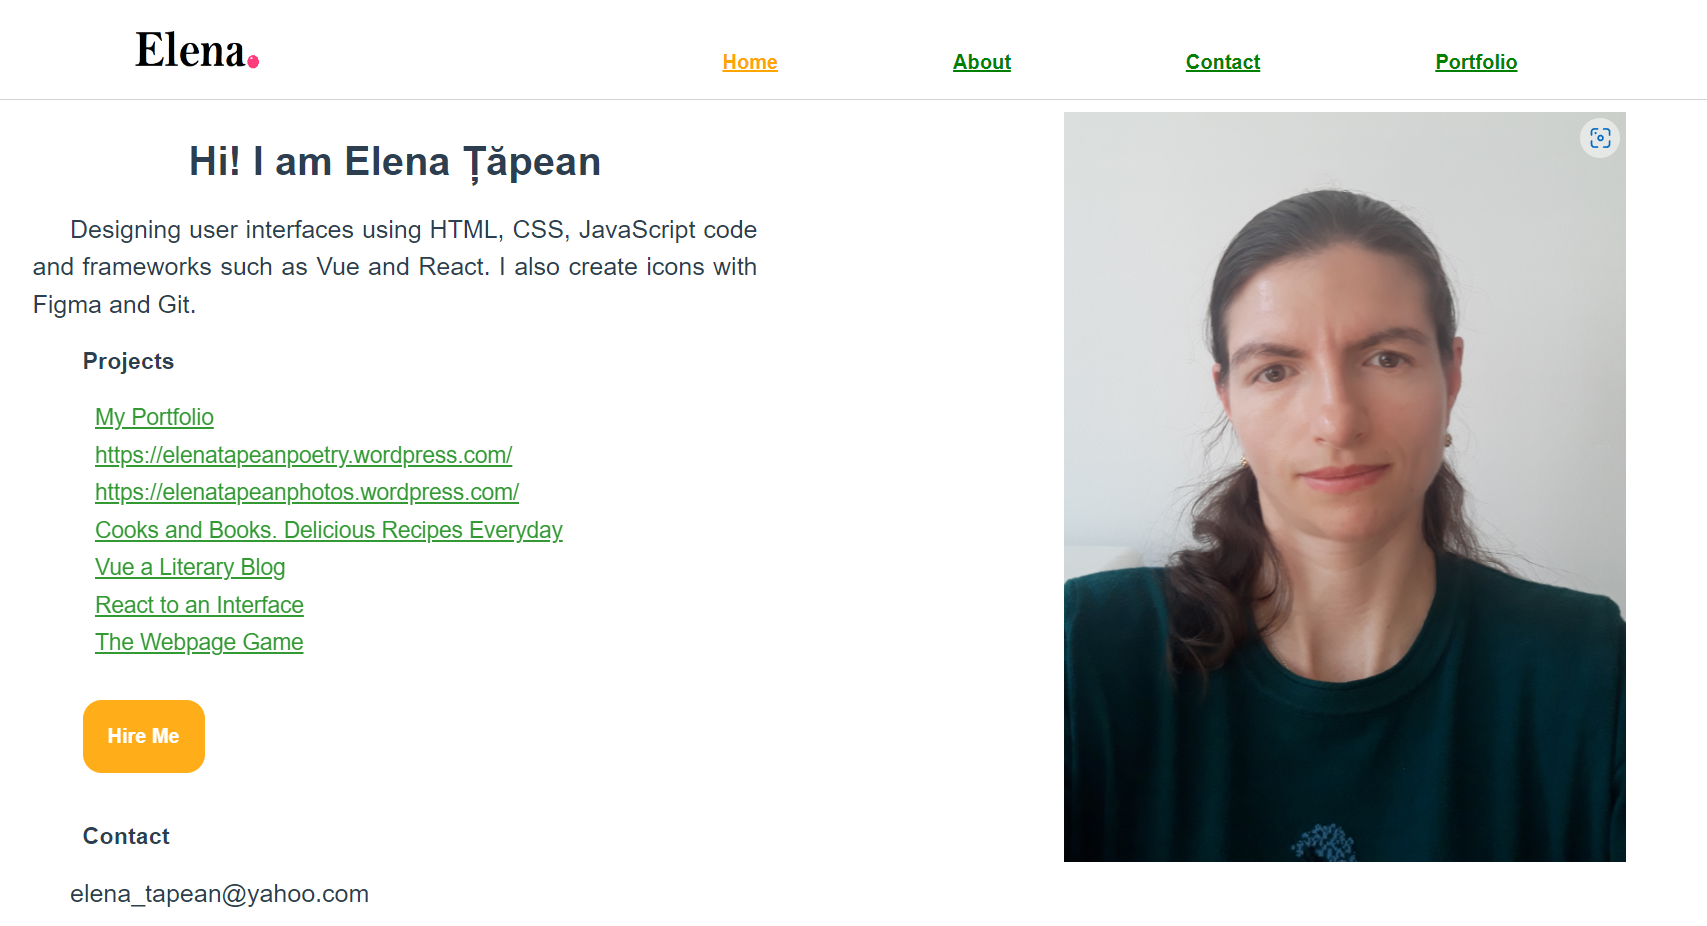 Elena.
Home About Contact Portfolio
Hi! I am Elena Țăpean
Designing user interfaces using HTML, CSS, JavaScript code
and frameworks such as Vue and React. I also create icons with
Figma and Git.
Projects
My Portfolio
https://elenatapeanpoetry.wordpress.com/
https://elenatapeanphotos.wordpress.com/
Cooks and Books. Delicious Recipes Everyday
Vue a Literary Blog
React to an Interface
The Webpage Game
Hire Me
Contact
elena_tapean@yahoo.com